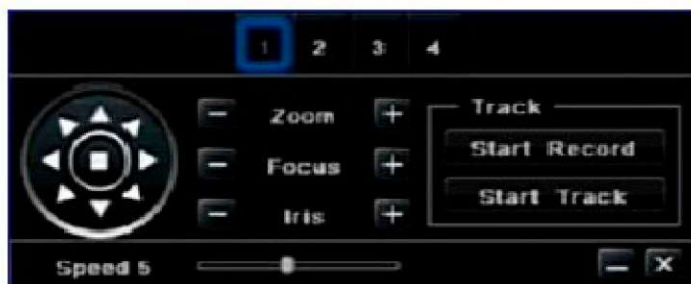 1 2 3 4
Zoom
Track
Focus
Start Record
Iris
Start Track
Speed 5